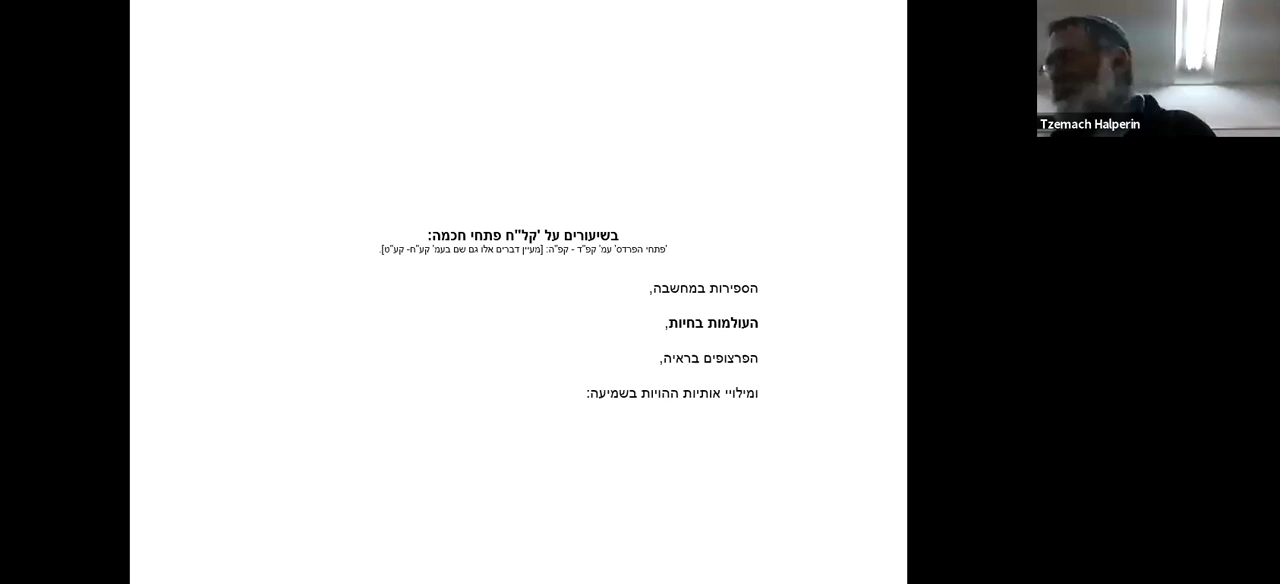 בשיעורים על 'קל"ח פתחי חכמה:
'פתחי הפרדס' עמ' קפ"ד - קפ"ה: [מעיין דברים אלו גם שם בעמ' קע"ח- קע"ט].
הספירות במחשבה,
העולמות בחיות,
הפרצופים בראיה,
ומילויי אותיות ההויות בשמיעה:
Tzemach Halperin